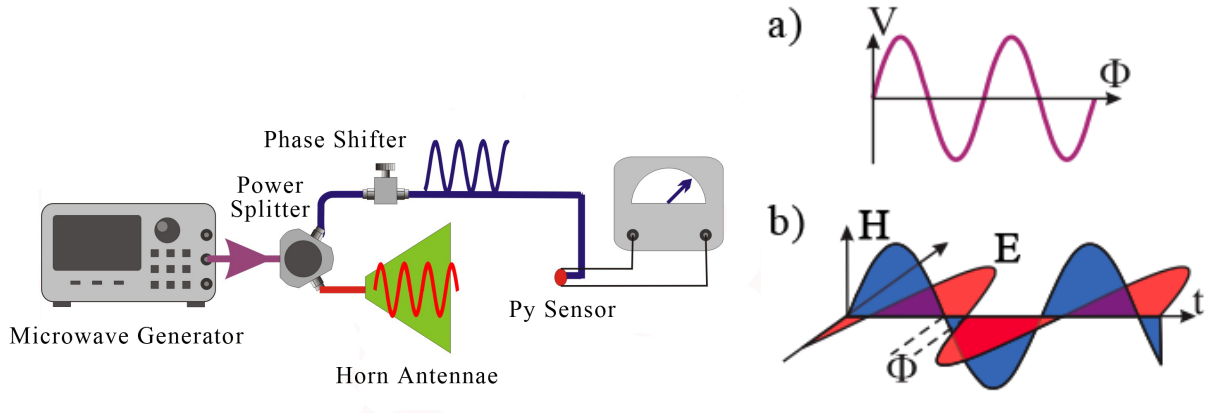 Phase Shifter
Power
Splitter
Microwave Generator
Horn Antennae
Py Sensor
a)
V
Φ
b)
H
E
t
Φ